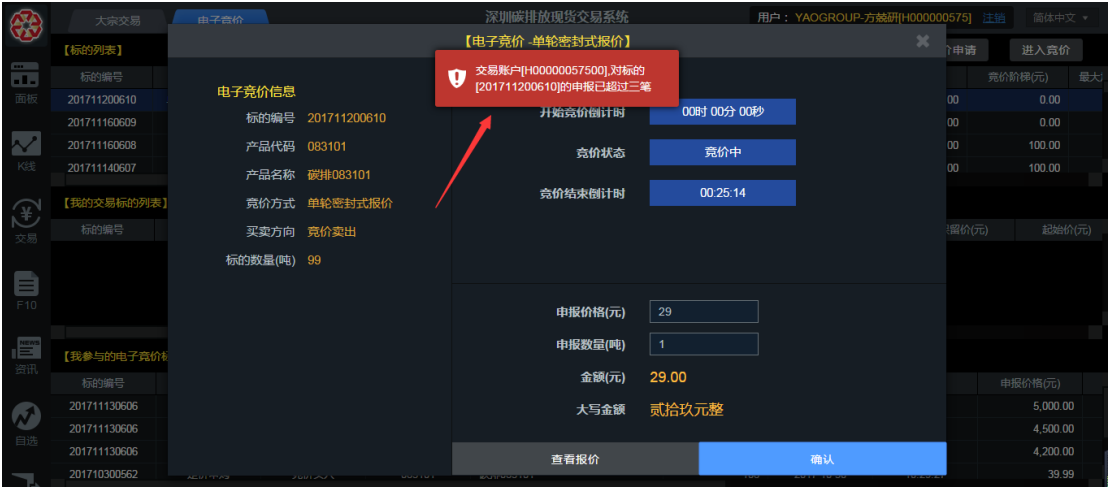 大宗交易
电子竞价
深圳碳排放现货交易系统
用户： YAOGROUP-方兢研[H000000575]
注销
简体中文
【标的列表】
进入竞价
标的编号
竞价阶梯(元)
面板
201711200610
00
0.00
201711160609
00
0.00
201711160608
00
100.00
K线
201711140607
00
100.00
【我的交易标的列表】
标的编号
留价(元)
起始价(元)
交易
F10
NEWS
资讯
【我参与的电子竞价标
标的编号
申报价格(元)
201711130606
5,000.00
201711130606
4,500.00
自选
201711130606
4,200.00
201710300562
39.99
【电子竞价 -单轮密封式报价】
交易账户[H00000057500],对标的
[201711200610]的申报已超过三笔
电子竞价信息
标的编号 201711200610
产品代码 083101
产品名称 碳排083101
竞价方式 单轮密封式报价
买卖方向 竞价卖出
标的数量(吨) 99
开始竞价倒计时 00时 00分 00秒
竞价状态 竞价中
竞价结束倒计时 00:25:14
申报价格(元) 29
申报数量(吨) 1
金额(元) 29.00
大写金额 贰拾玖元整
查看报价
确认